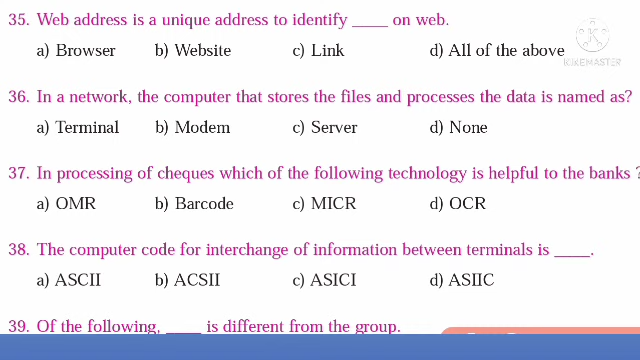 35. Web address is a unique address to identify ____ on web.
a) Browser b) Website c) Link d) All of the above
KINEMASTER
36. In a network, the computer that stores the files and processes the data is named as?
a) Terminal b) Modem c) Server d) None
37. In processing of cheques which of the following technology is helpful to the banks ?
a) OMR b) Barcode c) MICR d) OCR
38. The computer code for interchange of information between terminals is ____.
a) ASCII b) ACSII c) ASICI d) ASIIC
39. Of the following, ____ is different from the group.